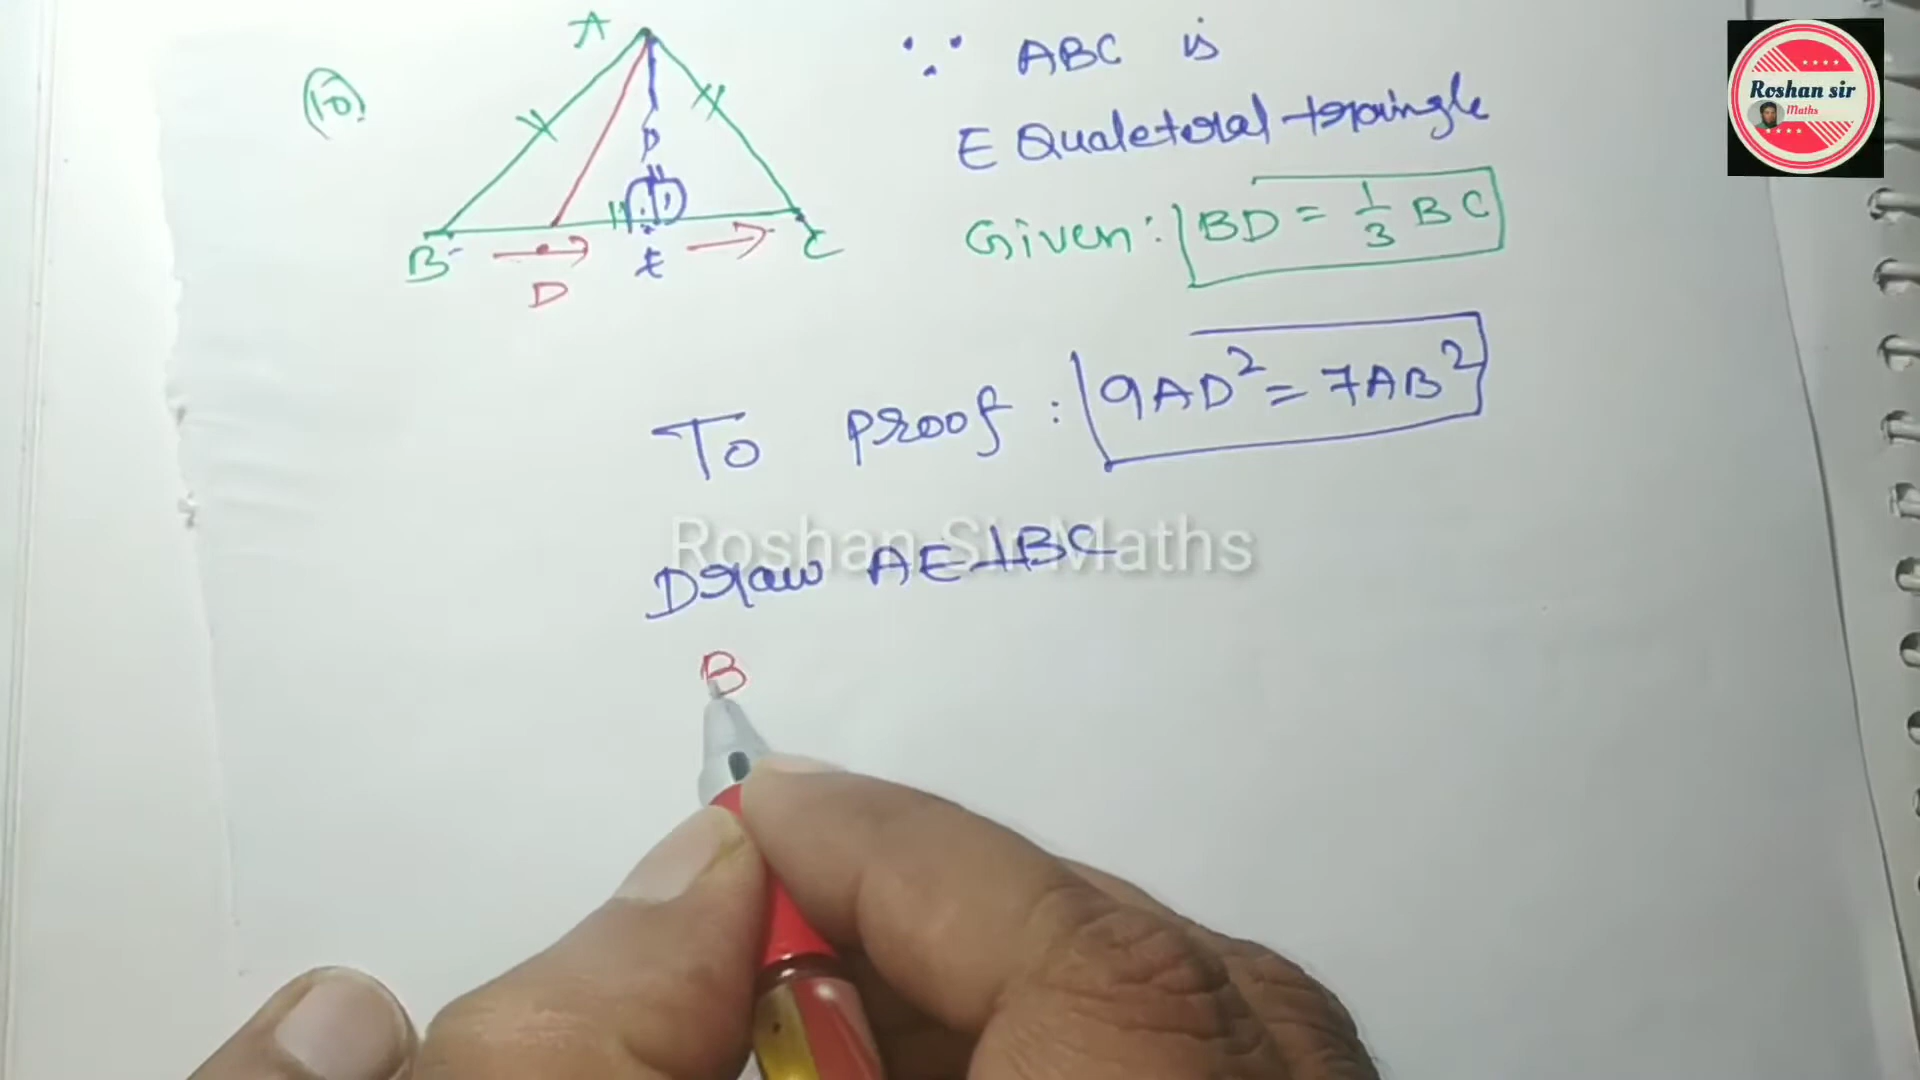 (10)
A
B
D
E
C
∵ ABC is
Equaleteral traingle
Given: BD = 1/3 BC
To proof : 9AD² = 7AB²
Draw AE⊥BC
B
Roshan Sir Maths
Roshan sir
Maths